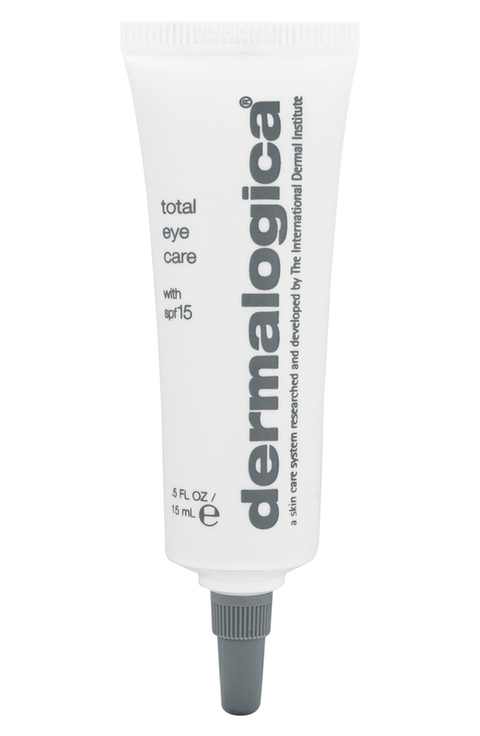 total
eye
care
with
spf15
.5 FL OZ /
15 mL ℮
dermalogica®
a skin care system researched and developed by The International Dermal Institute